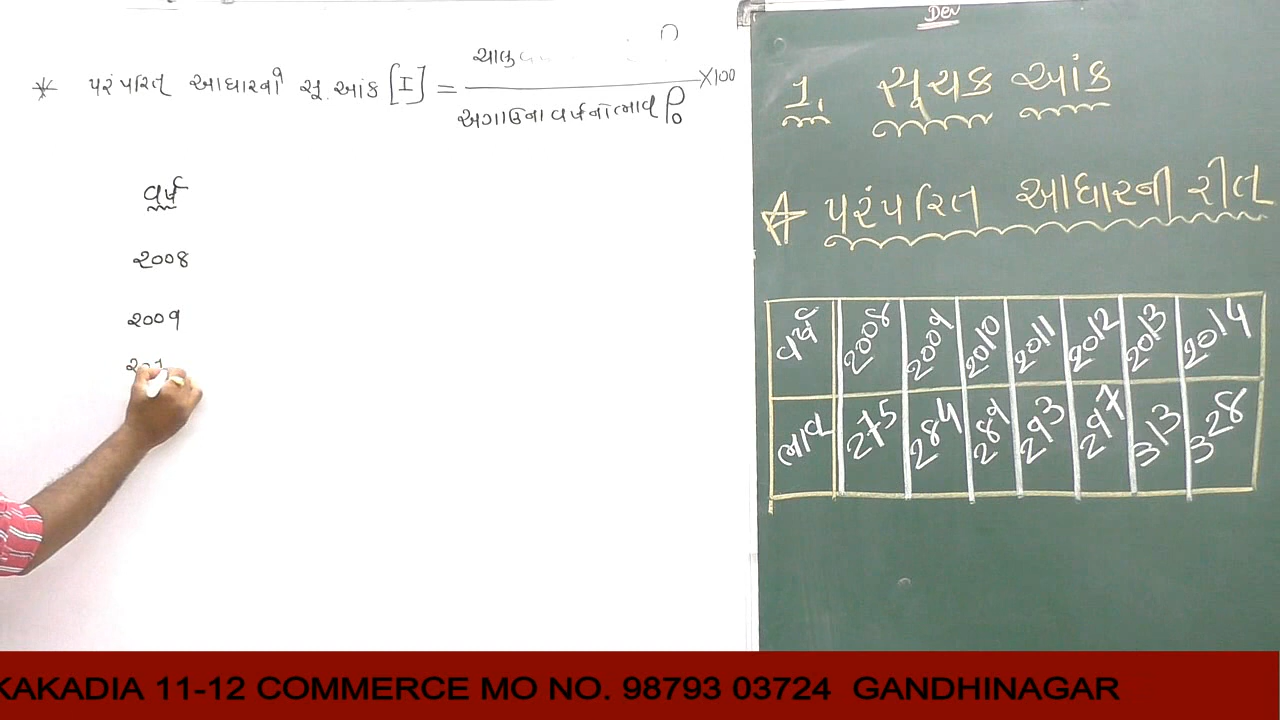 * પરંપરિત આધારનો સૂ. આંક [I] = ચાલુ
અગાઉના વર્ષનો ભાવ P₀ ×100
વર્ષ
2008
2009
Dev
1. સૂચક આંક
☆ પરંપરિત આધારની રીત
વર્ષ 2008 2009 2010 2011 2012 2013 2014
ભાવ 275 284 289 293 297 313 328
KAKADIA 11-12 COMMERCE MO NO. 98793 03724 GANDHINAGAR